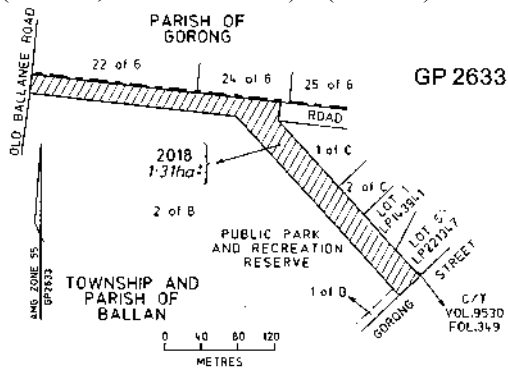 PARISH OF
GORONG
GP 2633
OLD BALLANEE ROAD
22 of 6
24 of 6
25 of 6
ROAD
1 of C
2 of C
2018
1·31ha±
2 of B
LOT 1
LP143941
LP221347
PUBLIC PARK
AND RECREATION
RESERVE
AMG ZONE 55
GP2633
TOWNSHIP AND
PARISH OF
BALLAN
1 of B
GORONG STREET
C/T
VOL.9530
FOL.349
0 40 80 120
METRES